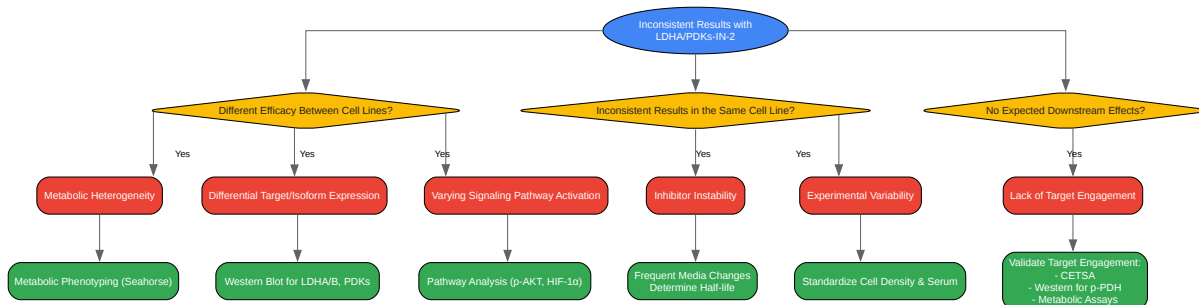 Inconsistent Results with
LDHA/PDKs-IN-2
Different Efficacy Between Cell Lines?
Inconsistent Results in the Same Cell Line?
No Expected Downstream Effects?
Yes
Yes
Yes
Yes
Yes
Yes
Metabolic Heterogeneity
Differential Target/Isoform Expression
Varying Signaling Pathway Activation
Inhibitor Instability
Experimental Variability
Lack of Target Engagement
Metabolic Phenotyping (Seahorse)
Western Blot for LDHA/B, PDKs
Pathway Analysis (p-AKT, HIF-1α)
Frequent Media Changes
Determine Half-life
Standardize Cell Density & Serum
Validate Target Engagement:
- CETSA
- Western for p-PDH
- Metabolic Assays